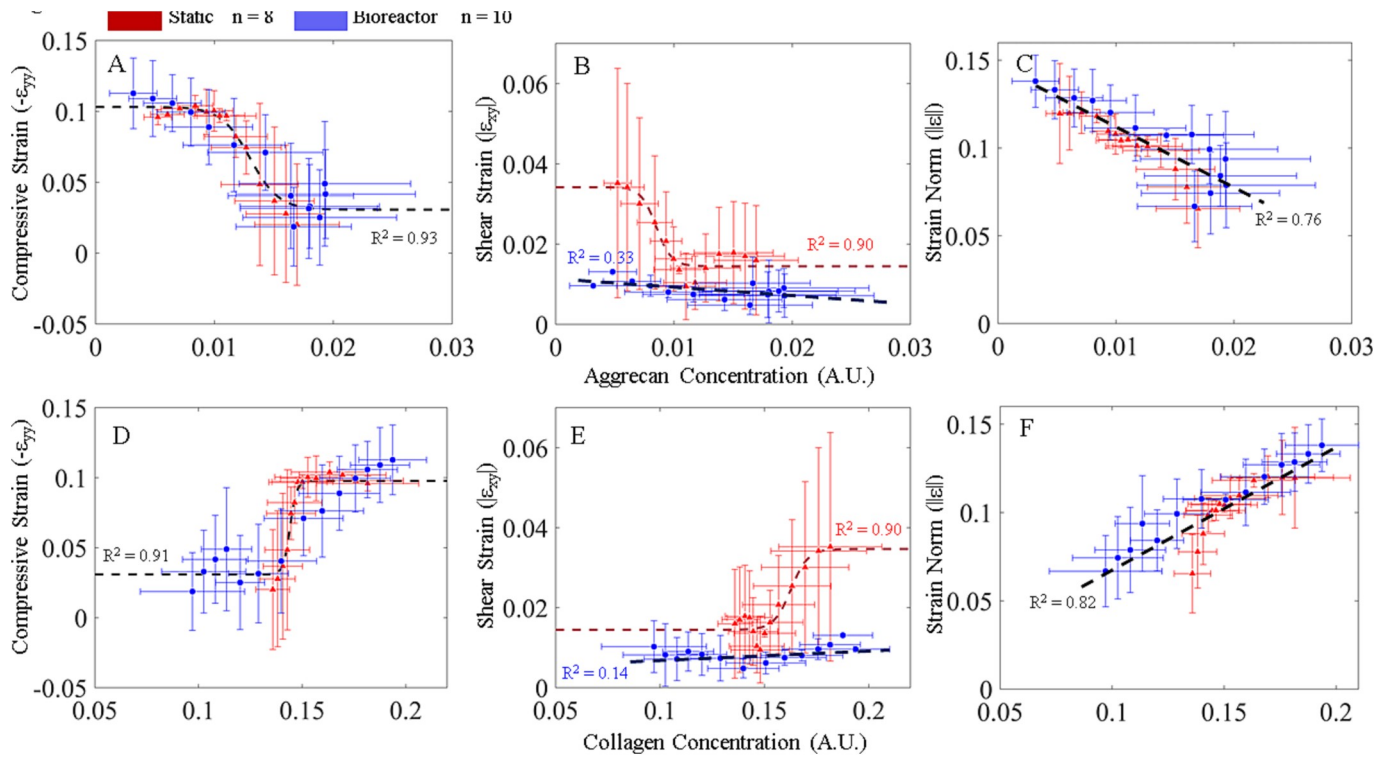 Static n = 8 Bioreactor n = 10
A
Compressive Strain (-εyy)
0.15
0.1
0.05
0
-0.05
R² = 0.93
0 0.01 0.02 0.03
B
Shear Strain (|εxy|)
0.06
0.04
0.02
0
R² = 0.33
R² = 0.90
0 0.01 0.02 0.03
Aggrecan Concentration (A.U.)
C
Strain Norm (||ε||)
0.15
0.1
0.05
0
R² = 0.76
0 0.01 0.02 0.03
D
Compressive Strain (-εyy)
0.15
0.1
0.05
0
-0.05
R² = 0.91
0.05 0.1 0.15 0.2
E
Shear Strain (|εxy|)
0.06
0.04
0.02
0
R² = 0.90
R² = 0.14
0.1 0.15 0.2
Collagen Concentration (A.U.)
F
Strain Norm (||ε||)
0.15
0.1
0.05
0
R² = 0.82
0.05 0.1 0.15 0.2